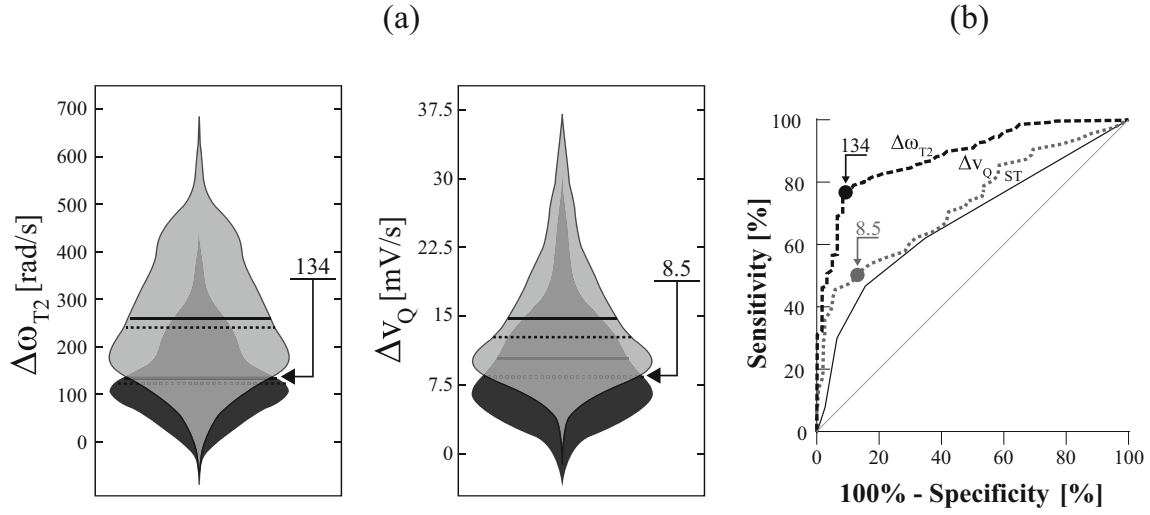 (a)
(b)
Δω_T2 [rad/s]
700
600
500
400
300
200
100
0
134
Δv_Q [mV/s]
37.5
30
22.5
15
7.5
0
8.5
Sensitivity [%]
100
80
60
40
20
0
134
Δω_T2
Δv_Q
ST
8.5
0 20 40 60 80 100
100% - Specificity [%]